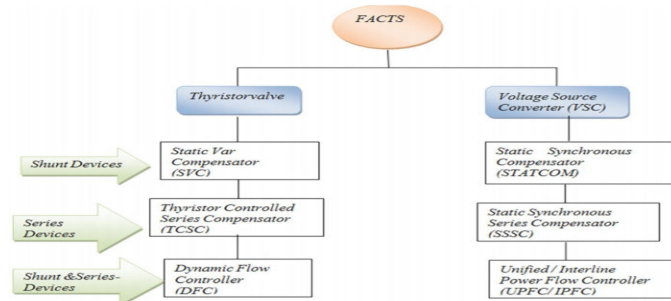 FACTS
Thyristorvalve
Voltage Source
Converter (VSC)
Shunt Devices
Static Var
Compensator
(SVC)
Static Synchronous
Compensator
(STATCOM)
Series
Devices
Thyristor Controlled
Series Compensator
(TCSC)
Static Synchronous
Series Compensator
(SSSC)
Shunt &Series-
Devices
Dynamic Flow
Controller
(DFC)
Unified / Interline
Power Flow Controller
(UPFC/ IPFC)